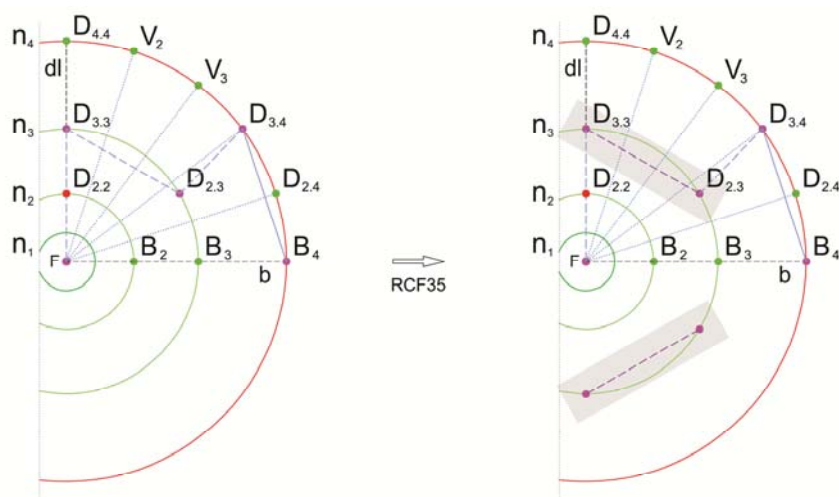 n4 D4.4 V2
dl V3
n3 D3.3 D3.4
n2 D2.2 D2.3 D2.4
n1 F B2 B3 B4
b
RCF35
n4 D4.4 V2
dl V3
n3 D3.3 D3.4
n2 D2.2 D2.3 D2.4
n1 F B2 B3 B4
b